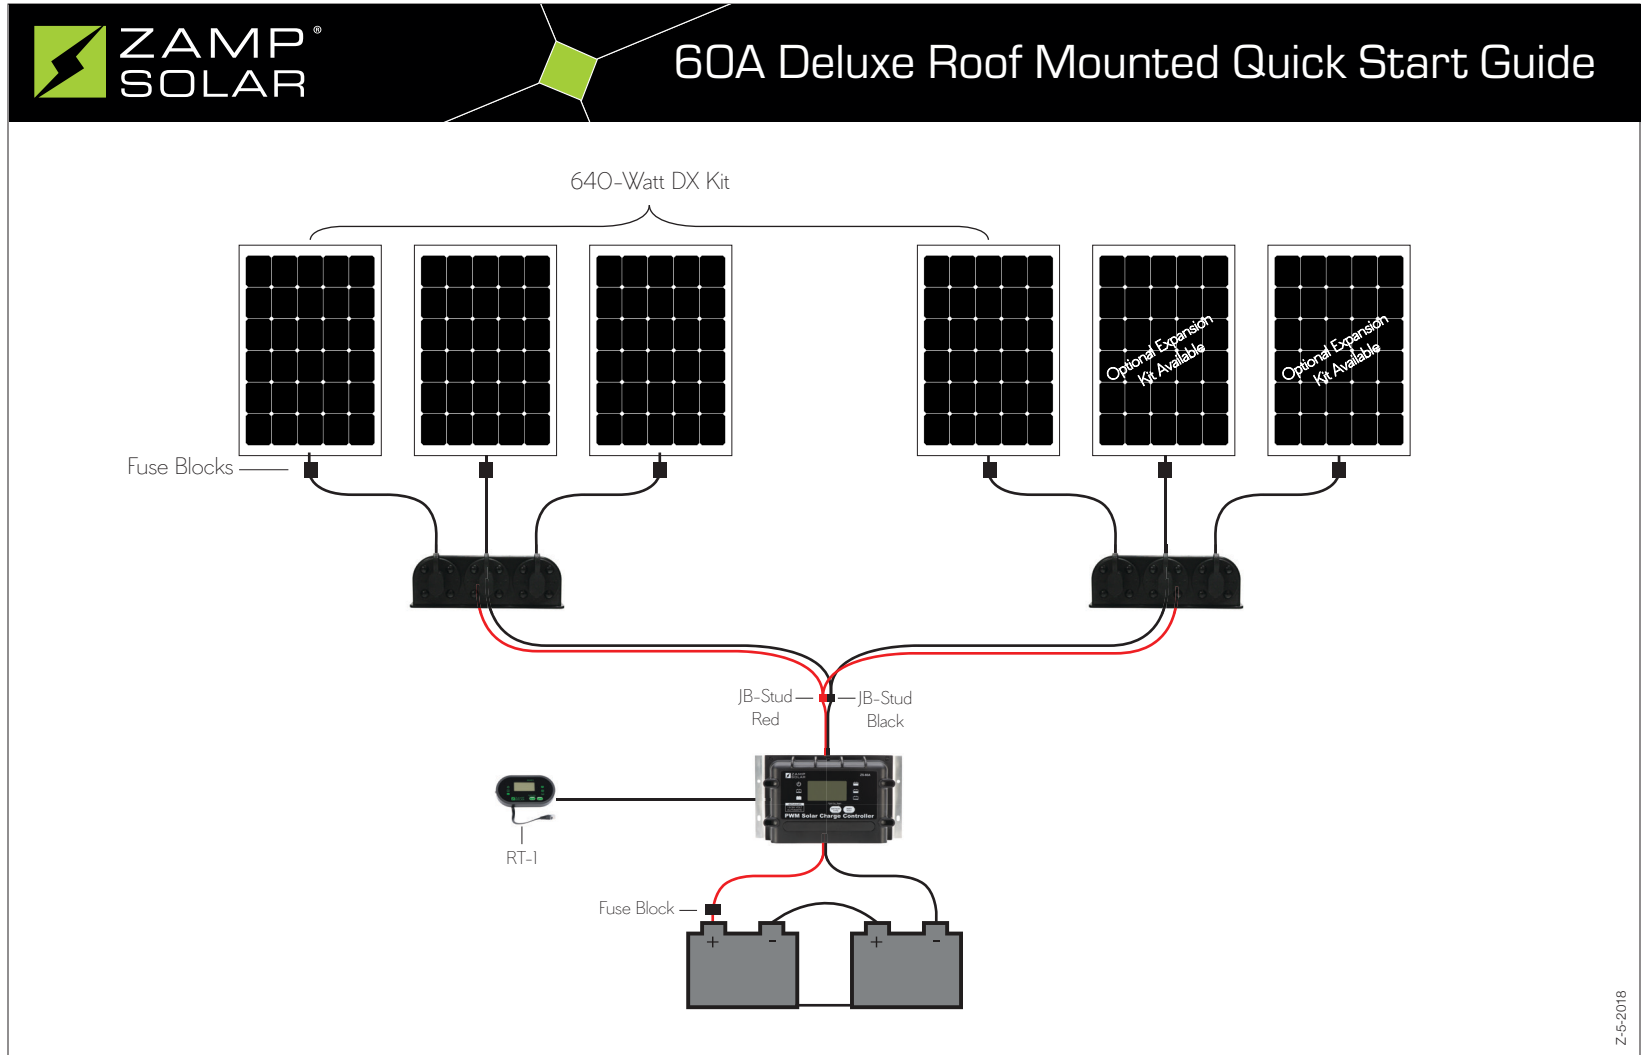 ZAMP®
SOLAR
60A Deluxe Roof Mounted Quick Start Guide
640-Watt DX Kit
Optional Expansion
Kit Available
Optional Expansion
Kit Available
Fuse Blocks
JB-Stud
Red
JB-Stud
Black
ZAMP
SOLAR
PWM Solar Charge Controller
RT-1
Fuse Block
+
-
+
-
Z-5-2018